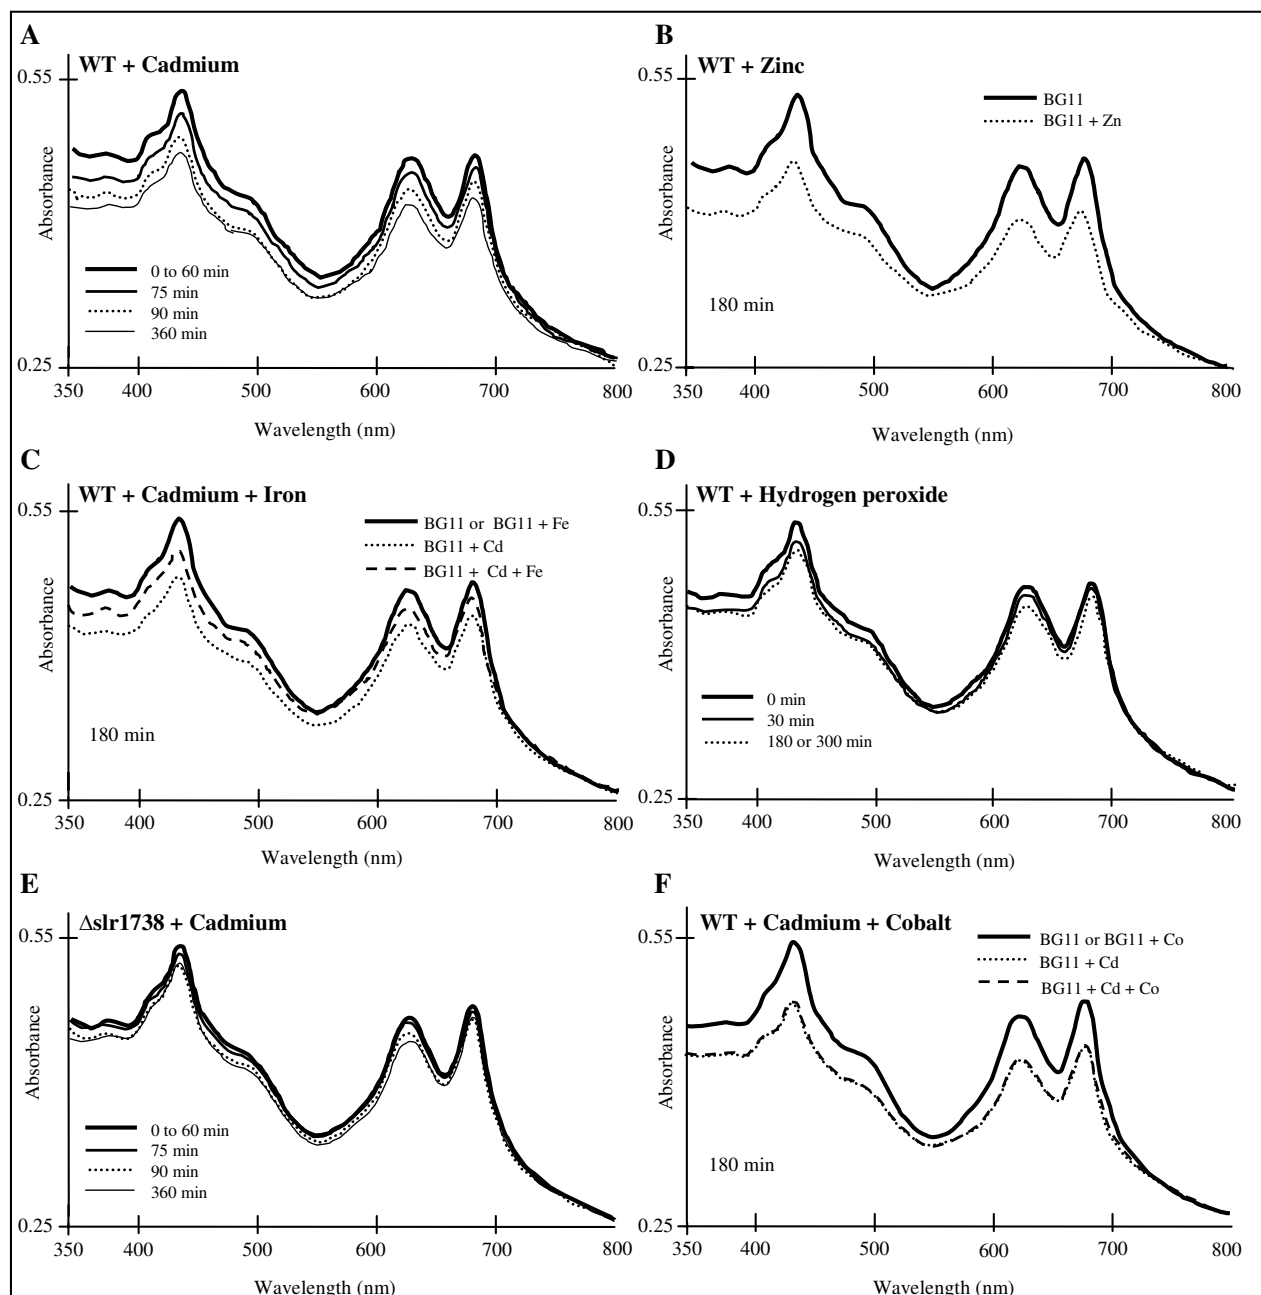 A
WT + Cadmium
0.55
Absorbance
0 to 60 min
75 min
90 min
360 min
0.25
350 400 500 600 700 800
Wavelength (nm)
B
WT + Zinc
0.55
BG11
BG11 + Zn
Absorbance
180 min
0.25
350 400 500 600 700 800
Wavelength (nm)
C
WT + Cadmium + Iron
0.55
BG11 or BG11 + Fe
BG11 + Cd
BG11 + Cd + Fe
Absorbance
180 min
0.25
350 400 500 600 700 800
Wavelength (nm)
D
WT + Hydrogen peroxide
0.55
Absorbance
0 min
30 min
180 or 300 min
0.25
350 400 500 600 700 800
Wavelength (nm)
E
Δslr1738 + Cadmium
0.55
Absorbance
0 to 60 min
75 min
90 min
360 min
0.25
350 400 500 600 700 800
Wavelength (nm)
F
WT + Cadmium + Cobalt
0.55
BG11 or BG11 + Co
BG11 + Cd
BG11 + Cd + Co
Absorbance
180 min
0.25
350 400 500 600 700 800
Wavelength (nm)